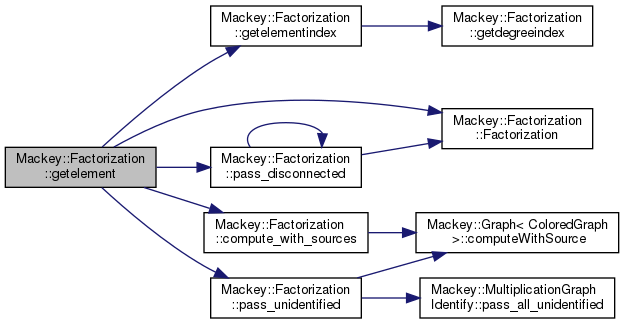 Mackey::Factorization
::getelement
Mackey::Factorization
::getelementindex
Mackey::Factorization
::getdegreeindex
Mackey::Factorization
::Factorization
Mackey::Factorization
::pass_disconnected
Mackey::Factorization
::compute_with_sources
Mackey::Graph< ColoredGraph
>::computeWithSource
Mackey::Factorization
::pass_unidentified
Mackey::MultiplicationGraph
Identify::pass_all_unidentified